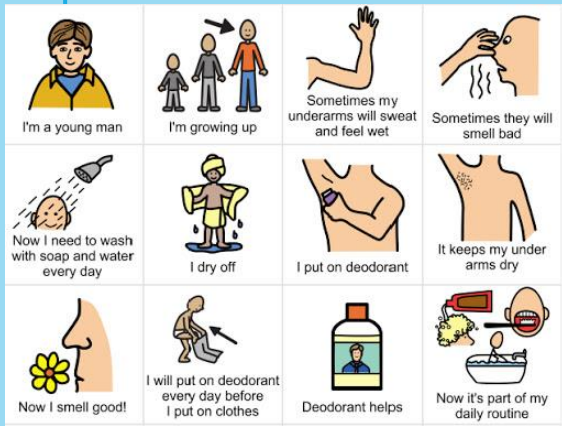 I'm a young man
I'm growing up
Sometimes my
underarms will sweat
and feel wet
Sometimes they will
smell bad
Now I need to wash
with soap and water
every day
I dry off
I put on deodorant
It keeps my under
arms dry
Now I smell good!
I will put on deodorant
every day before
I put on clothes
Deodorant helps
Now it's part of my
daily routine